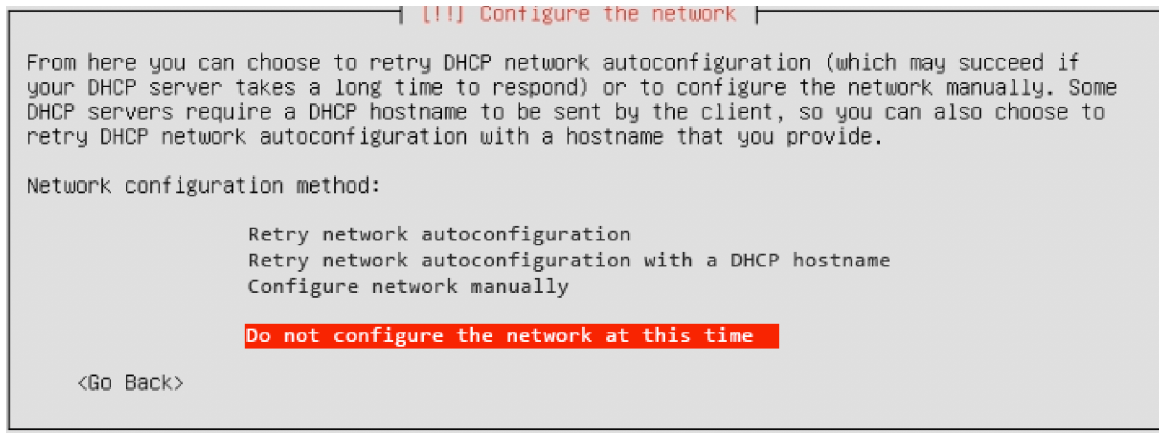 [!!] Configure the network
From here you can choose to retry DHCP network autoconfiguration (which may succeed if
your DHCP server takes a long time to respond) or to configure the network manually. Some
DHCP servers require a DHCP hostname to be sent by the client, so you can also choose to
retry DHCP network autoconfiguration with a hostname that you provide.
Network configuration method:
Retry network autoconfiguration
Retry network autoconfiguration with a DHCP hostname
Configure network manually
Do not configure the network at this time
<Go Back>